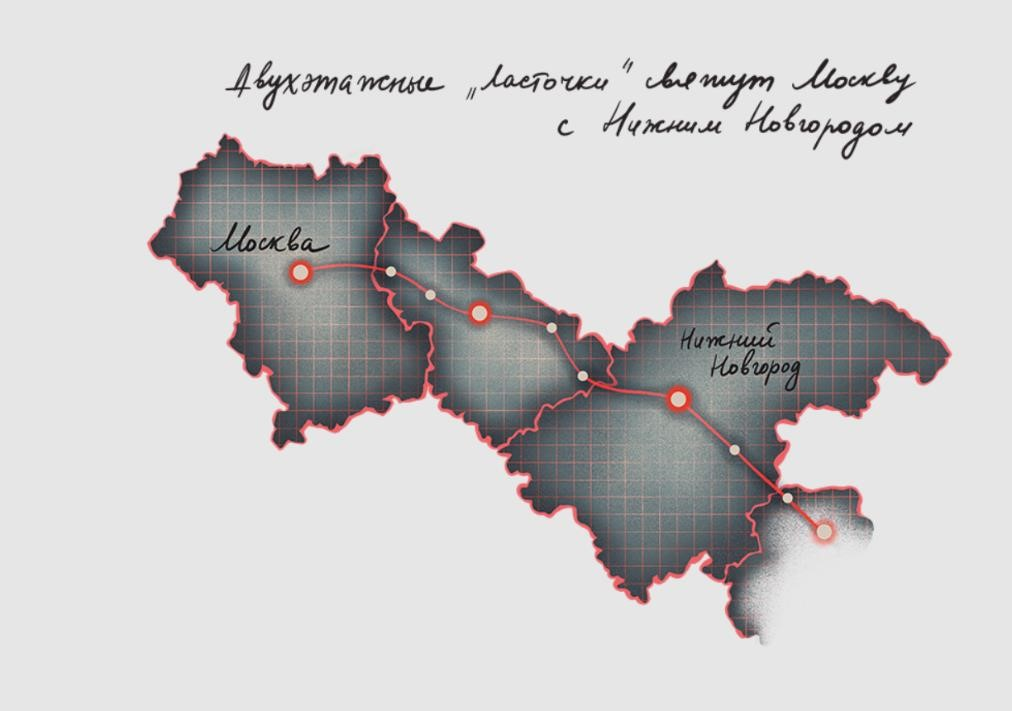 Двухэтажные „Ласточки" свяжут Москву
с Нижним Новгородом
Москва
Нижний
Новгород